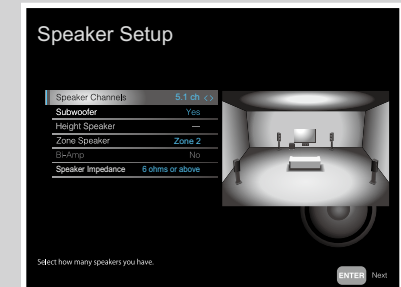 Speaker Setup
Speaker Channels 5.1 ch <>
Subwoofer Yes
Height Speaker —
Zone Speaker Zone 2
Bi-Amp No
Speaker Impedance 6 ohms or above
Select how many speakers you have.
ENTER Next